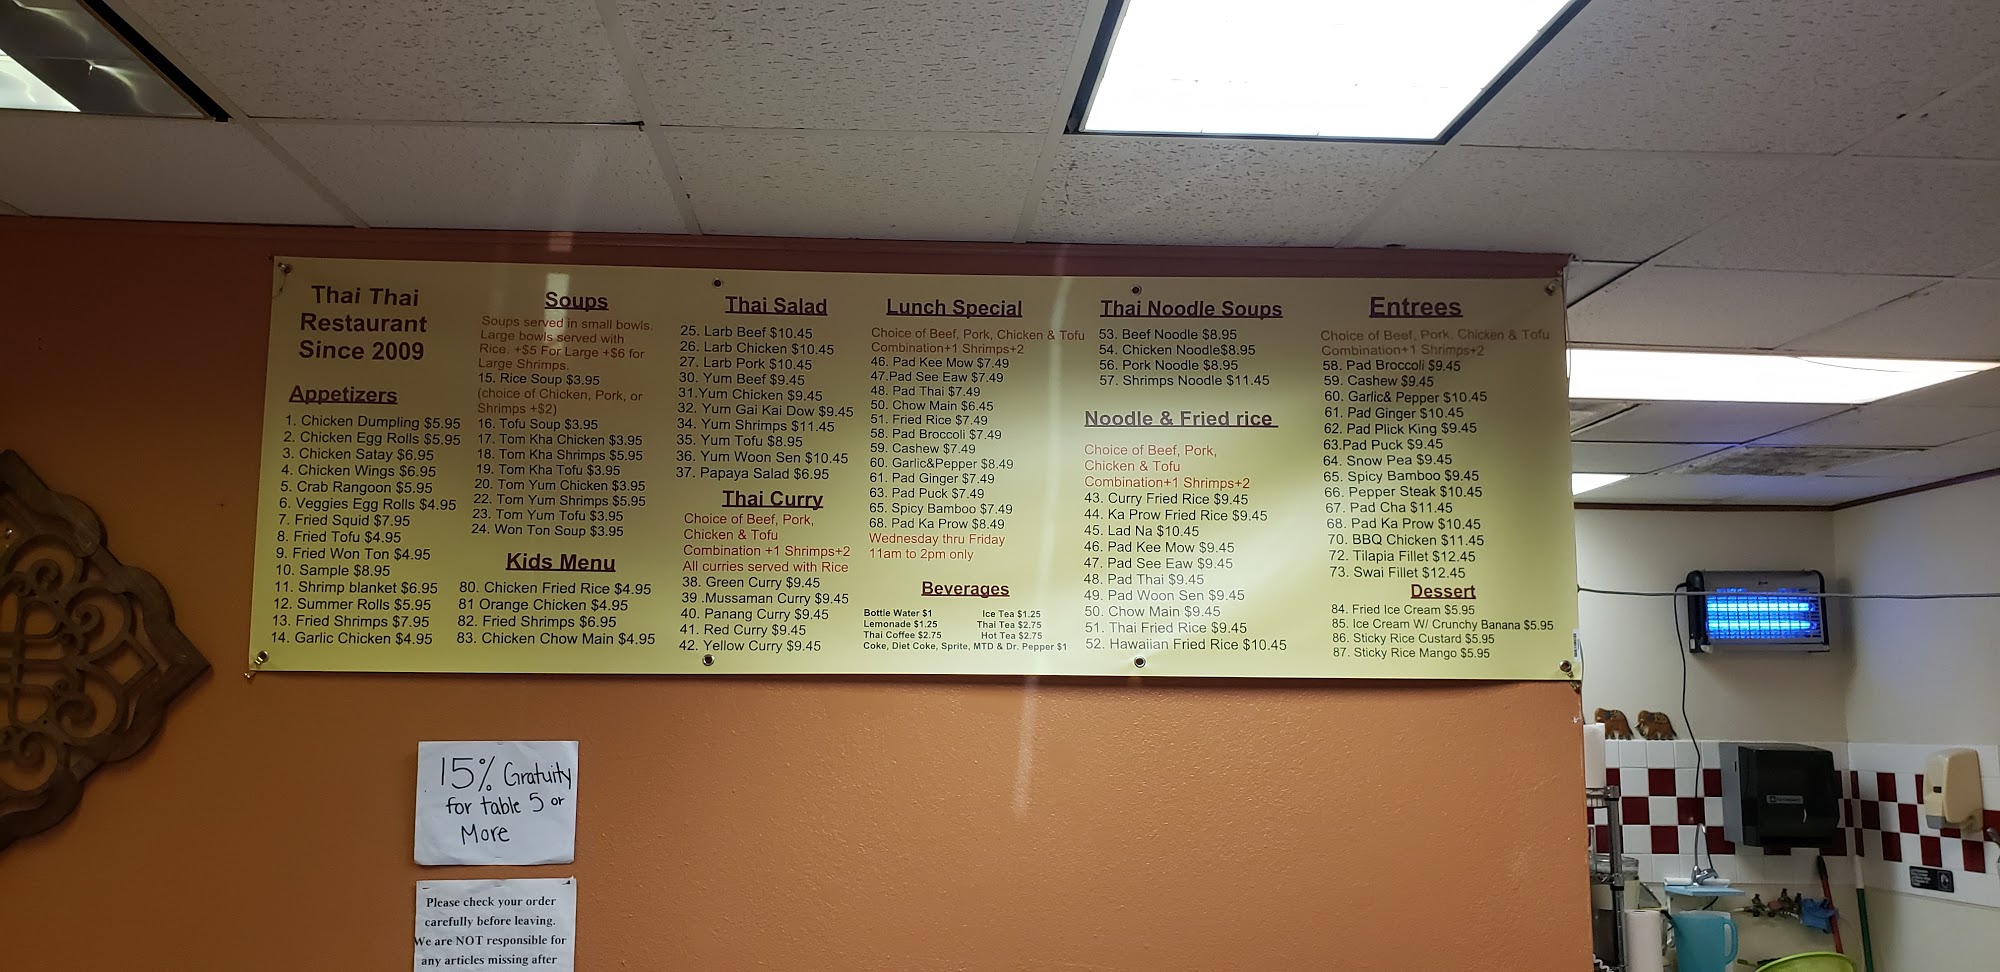 Thai Thai
Restaurant
Since 2009
Appetizers
1. Chicken Dumpling $5.95
2. Chicken Egg Rolls $5.95
3. Chicken Satay $6.95
4. Chicken Wings $6.95
5. Crab Rangoon $5.95
6. Veggies Egg Rolls $4.95
7. Fried Squid $7.95
8. Fried Tofu $4.95
9. Fried Won Ton $4.95
10. Sample $8.95
11. Shrimp blanket $6.95
12. Summer Rolls $5.95
13. Fried Shrimps $7.95
14. Garlic Chicken $4.95
Soups
Soups served in small bowls.
Large bowls served with
Rice. +$5 For Large +$6 for
Large Shrimps.
15. Rice Soup $3.95
(choice of Chicken, Pork, or
Shrimps +$2)
16. Tofu Soup $3.95
17. Tom Kha Chicken $3.95
18. Tom Kha Shrimps $5.95
19. Tom Kha Tofu $3.95
20. Tom Yum Chicken $3.95
22. Tom Yum Shrimps $5.95
23. Tom Yum Tofu $3.95
24. Won Ton Soup $3.95
Kids Menu
80. Chicken Fried Rice $4.95
81 Orange Chicken $4.95
82. Fried Shrimps $6.95
83. Chicken Chow Main $4.95
Thai Salad
25. Larb Beef $10.45
26. Larb Chicken $10.45
27. Larb Pork $10.45
30. Yum Beef $9.45
31.Yum Chicken $9.45
32. Yum Gai Kai Dow $9.45
34. Yum Shrimps $11.45
35. Yum Tofu $8.95
36. Yum Woon Sen $10.45
37. Papaya Salad $6.95
Thai Curry
Choice of Beef, Pork,
Chicken & Tofu
Combination +1 Shrimps+2
All curries served with Rice
38. Green Curry $9.45
39 .Mussaman Curry $9.45
40. Panang Curry $9.45
41. Red Curry $9.45
42. Yellow Curry $9.45
Lunch Special
Choice of Beef, Pork, Chicken & Tofu
Combination+1 Shrimps+2
46. Pad Kee Mow $7.49
47.Pad See Eaw $7.49
48. Pad Thai $7.49
50. Chow Main $6.45
51. Fried Rice $7.49
58. Pad Broccoli $7.49
59. Cashew $7.49
60. Garlic&Pepper $8.49
61. Pad Ginger $7.49
63. Pad Puck $7.49
65. Spicy Bamboo $7.49
68. Pad Ka Prow $8.49
Wednesday thru Friday
11am to 2pm only
Beverages
Bottle Water $1 Ice Tea $1.25
Lemonade $1.25 Thai Tea $2.75
Thai Coffee $2.75 Hot Tea $2.75
Coke, Diet Coke, Sprite, MTD & Dr. Pepper $1
Thai Noodle Soups
53. Beef Noodle $8.95
54. Chicken Noodle$8.95
56. Pork Noodle $8.95
57. Shrimps Noodle $11.45
Noodle & Fried rice
Choice of Beef, Pork,
Chicken & Tofu
Combination+1 Shrimps+2
43. Curry Fried Rice $9.45
44. Ka Prow Fried Rice $9.45
45. Lad Na $10.45
46. Pad Kee Mow $9.45
47. Pad See Eaw $9.45
48. Pad Thai $9.45
49. Pad Woon Sen $9.45
50. Chow Main $9.45
51. Thai Fried Rice $9.45
52. Hawaiian Fried Rice $10.45
Entrees
Choice of Beef, Pork, Chicken & Tofu
Combination+1 Shrimps+2
58. Pad Broccoli $9.45
59. Cashew $9.45
60. Garlic& Pepper $10.45
61. Pad Ginger $10.45
62. Pad Plick King $9.45
63.Pad Puck $9.45
64. Snow Pea $9.45
65. Spicy Bamboo $9.45
66. Pepper Steak $10.45
67. Pad Cha $11.45
68. Pad Ka Prow $10.45
70. BBQ Chicken $11.45
72. Tilapia Fillet $12.45
73. Swai Fillet $12.45
Dessert
84. Fried Ice Cream $5.95
85. Ice Cream W/ Crunchy Banana $5.95
86. Sticky Rice Custard $5.95
87. Sticky Rice Mango $5.95
15% Gratuity
for table 5 or
More
Please check your order
carefully before leaving.
We are NOT responsible for
any articles missing after